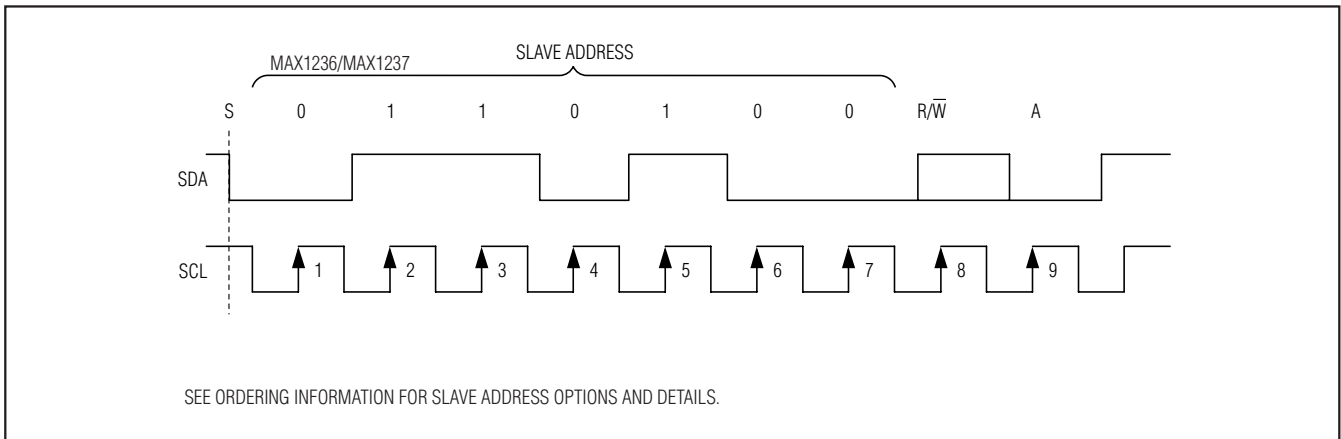 SLAVE ADDRESS
MAX1236/MAX1237
S 0 1 1 0 1 0 0 R/W̅ A
SDA
SCL 1 2 3 4 5 6 7 8 9
SEE ORDERING INFORMATION FOR SLAVE ADDRESS OPTIONS AND DETAILS.